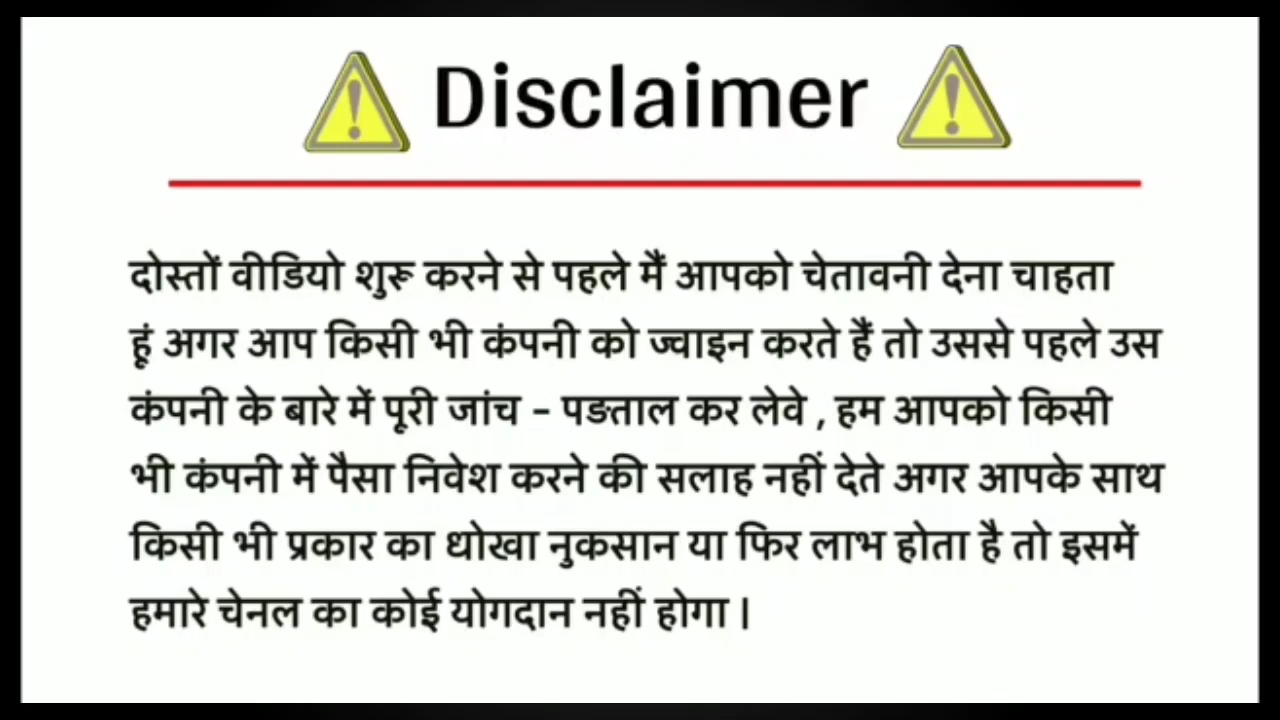 Disclaimer
दोस्तों वीडियो शुरू करने से पहले मैं आपको चेतावनी देना चाहता
हूं अगर आप किसी भी कंपनी को ज्वाइन करते हैं तो उससे पहले उस
कंपनी के बारे में पूरी जांच - पङताल कर लेवे , हम आपको किसी
भी कंपनी में पैसा निवेश करने की सलाह नहीं देते अगर आपके साथ
किसी भी प्रकार का धोखा नुकसान या फिर लाभ होता है तो इसमें
हमारे चेनल का कोई योगदान नहीं होगा ।